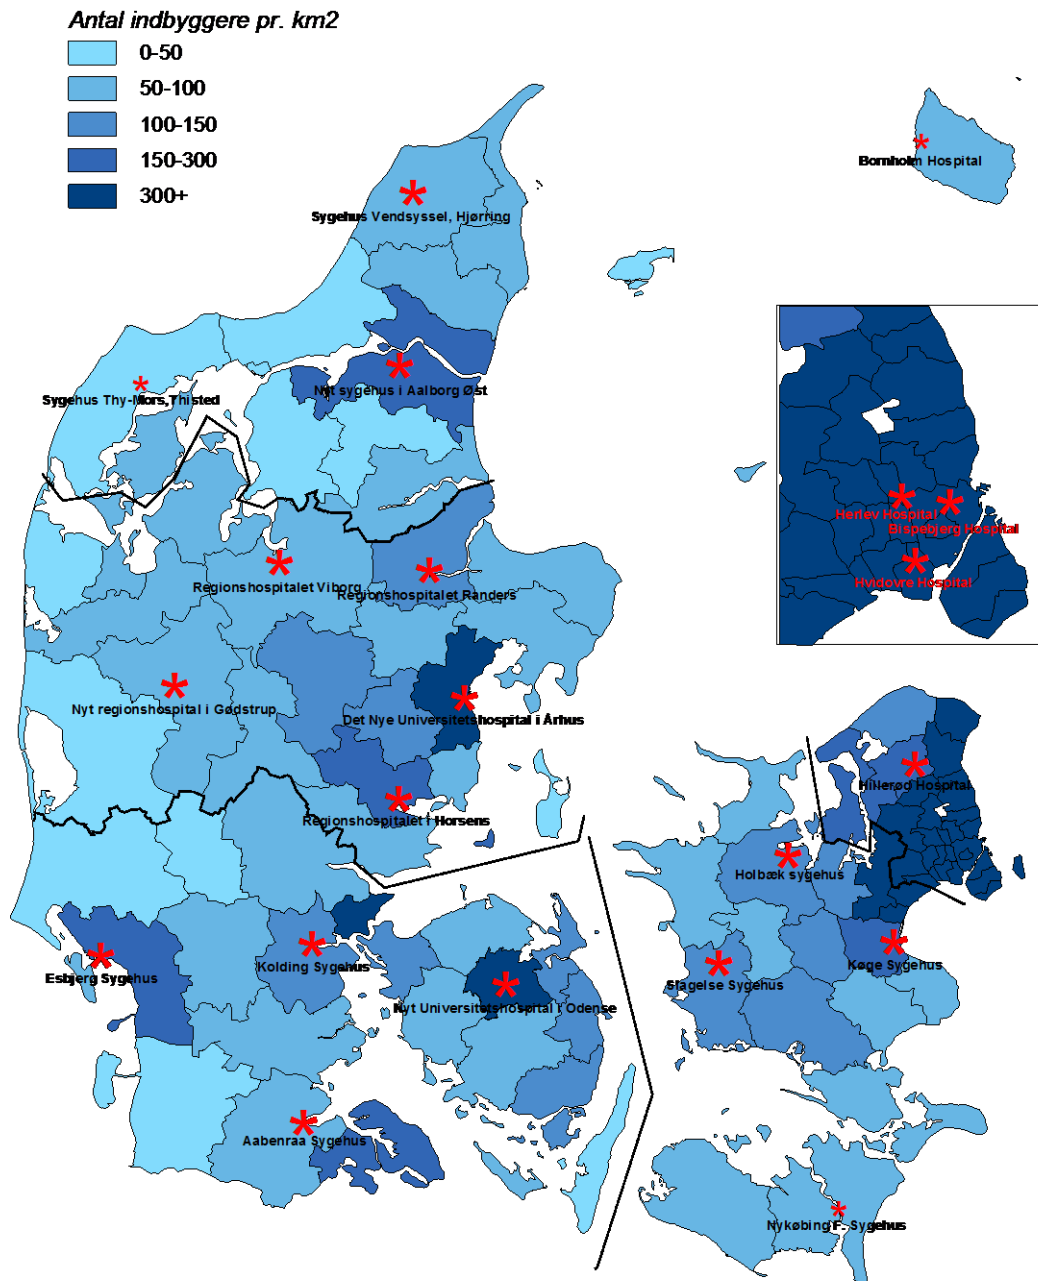 Antal indbyggere pr. km2
0-50
50-100
100-150
150-300
300+
Bornholm Hospital
Sygehus Vendsyssel, Hjørring
Nyt sygehus i Aalborg Øst
Sygehus Thy-Mors,Thisted
Herlev Hospital
Bispebjerg Hospital
Hvidovre Hospital
Regionshospitalet Viborg
Regionshospitalet Randers
Nyt regionshospital i Gødstrup
Det Nye Universitetshospital i Århus
Hillerød Hospital
Regionshospitalet i Horsens
Holbæk sygehus
Esbjerg Sygehus
Kolding Sygehus
Nyt Universitetshospital i Odense
Slagelse Sygehus
Køge Sygehus
Aabenraa Sygehus
Nykøbing F. Sygehus